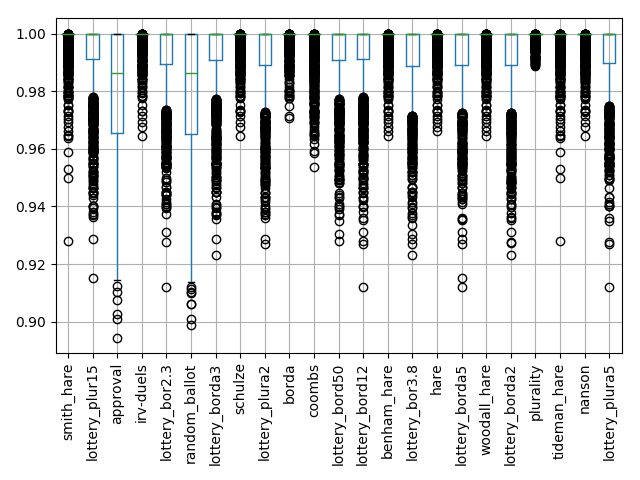 1.00
0.98
0.96
0.94
0.92
0.90
smith_hare
lottery_plur15
approval
irv-duels
lottery_bor2.3
random_ballot
lottery_borda3
schulze
lottery_plura2
borda
coombs
lottery_bord50
lottery_bord12
benham_hare
lottery_bor3.8
hare
lottery_borda5
woodall_hare
lottery_borda2
plurality
tideman_hare
nanson
lottery_plura5